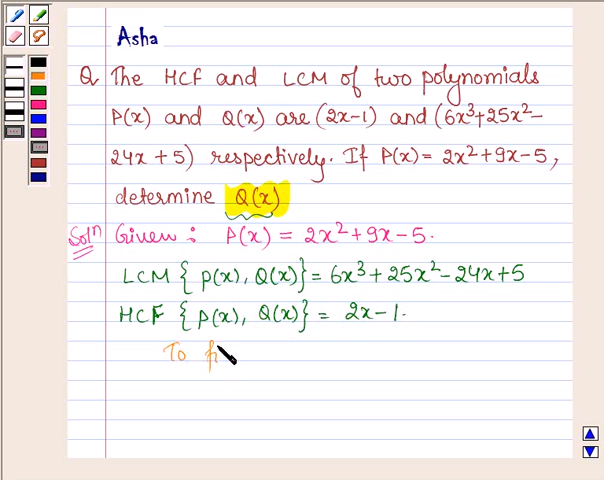 Asha
Q The HCF and LCM of two polynomials
P(x) and Q(x) are (2x-1) and (6x³+25x²-
24x+5) respectively. If P(x) = 2x²+9x-5,
determine Q(x)
Solⁿ Given : P(x) = 2x²+9x-5.
LCM { P(x), Q(x)} = 6x³+25x²-24x+5
HCF { P(x), Q(x)} = 2x-1.
To